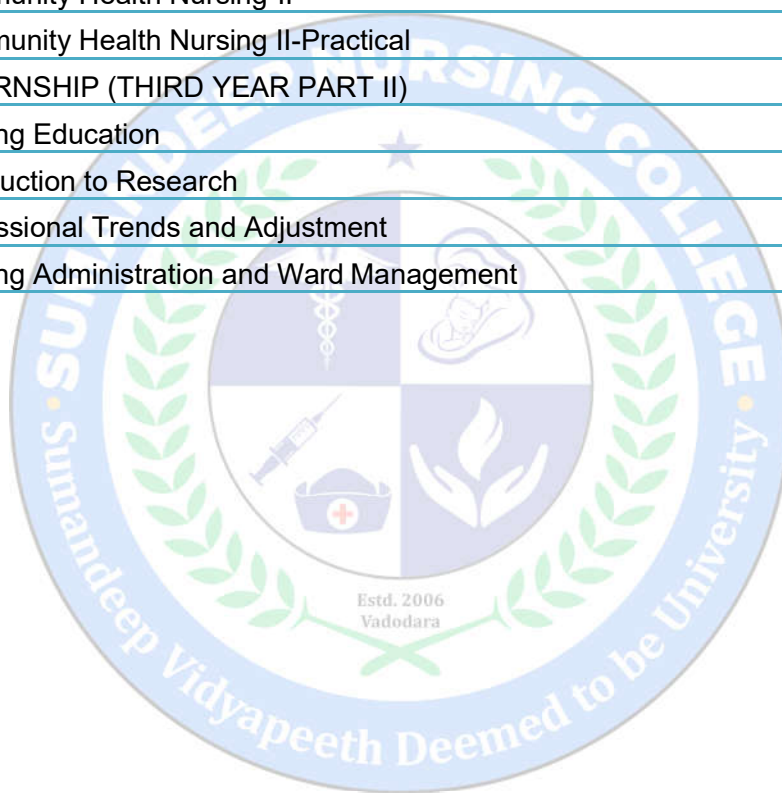 munity Health Nursing-II
munity Health Nursing II-Practical
RNSHIP (THIRD YEAR PART II)
ng Education
uction to Research
ssional Trends and Adjustment
ng Administration and Ward Management
SUMANDEEP NURSING COLLEGE
Estd. 2006
Vadodara
Sumandeep Vidyapeeth Deemed to be University